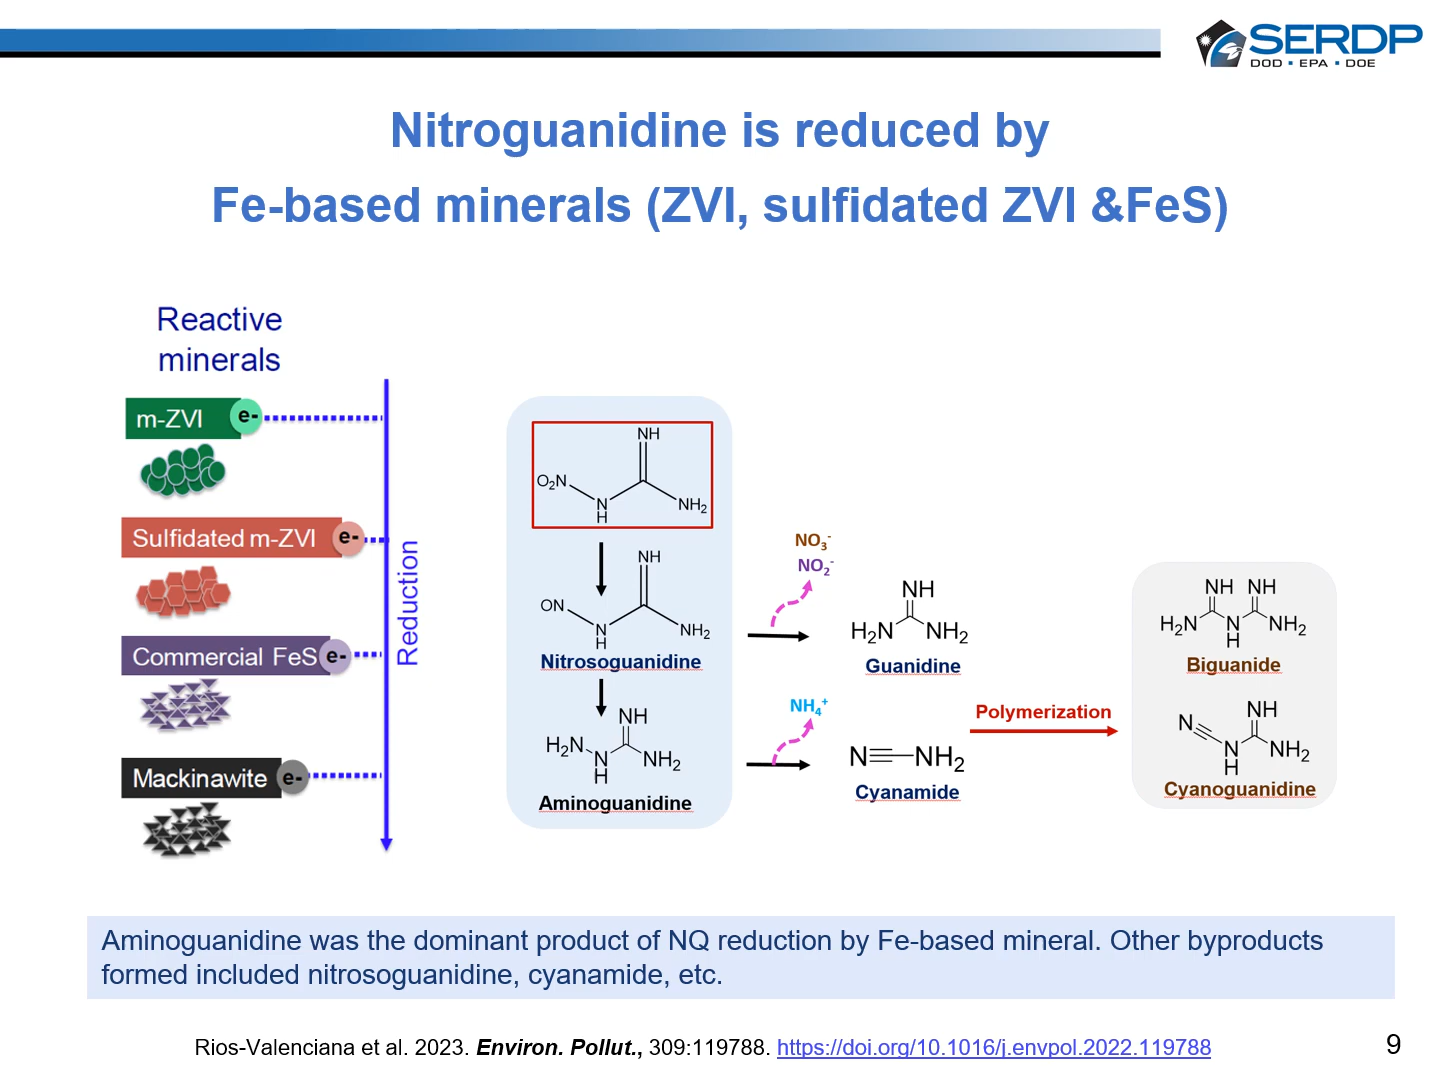 SERDP
DOD ▪ EPA ▪ DOE
Nitroguanidine is reduced by
Fe-based minerals (ZVI, sulfidated ZVI &FeS)
Reactive
minerals
m-ZVI e-
Sulfidated m-ZVI e-
Commercial FeS e-
Mackinawite e-
Reduction
NH
O₂N
N
H
NH₂
NH
ON
N
H
NH₂
Nitrosoguanidine
NH
H₂N
N
N
H
NH₂
Aminoguanidine
NO₃⁻
NO₂⁻
NH
H₂N NH₂
Guanidine
NH₄⁺
N NH₂
Cyanamide
Polymerization
NH NH
H₂N N NH₂
H
Biguanide
NH
N
N NH₂
H
Cyanoguanidine
Aminoguanidine was the dominant product of NQ reduction by Fe-based mineral. Other byproducts
formed included nitrosoguanidine, cyanamide, etc.
Rios-Valenciana et al. 2023. Environ. Pollut., 309:119788. https://doi.org/10.1016/j.envpol.2022.119788
9